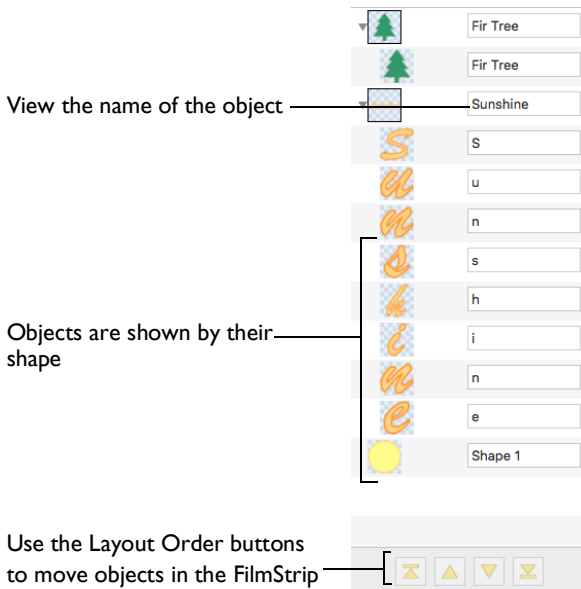 Fir Tree
Fir Tree
View the name of the object
Sunshine
S
u
n
s
h
Objects are shown by their
shape
i
n
e
Shape 1
Use the Layout Order buttons
to move objects in the FilmStrip